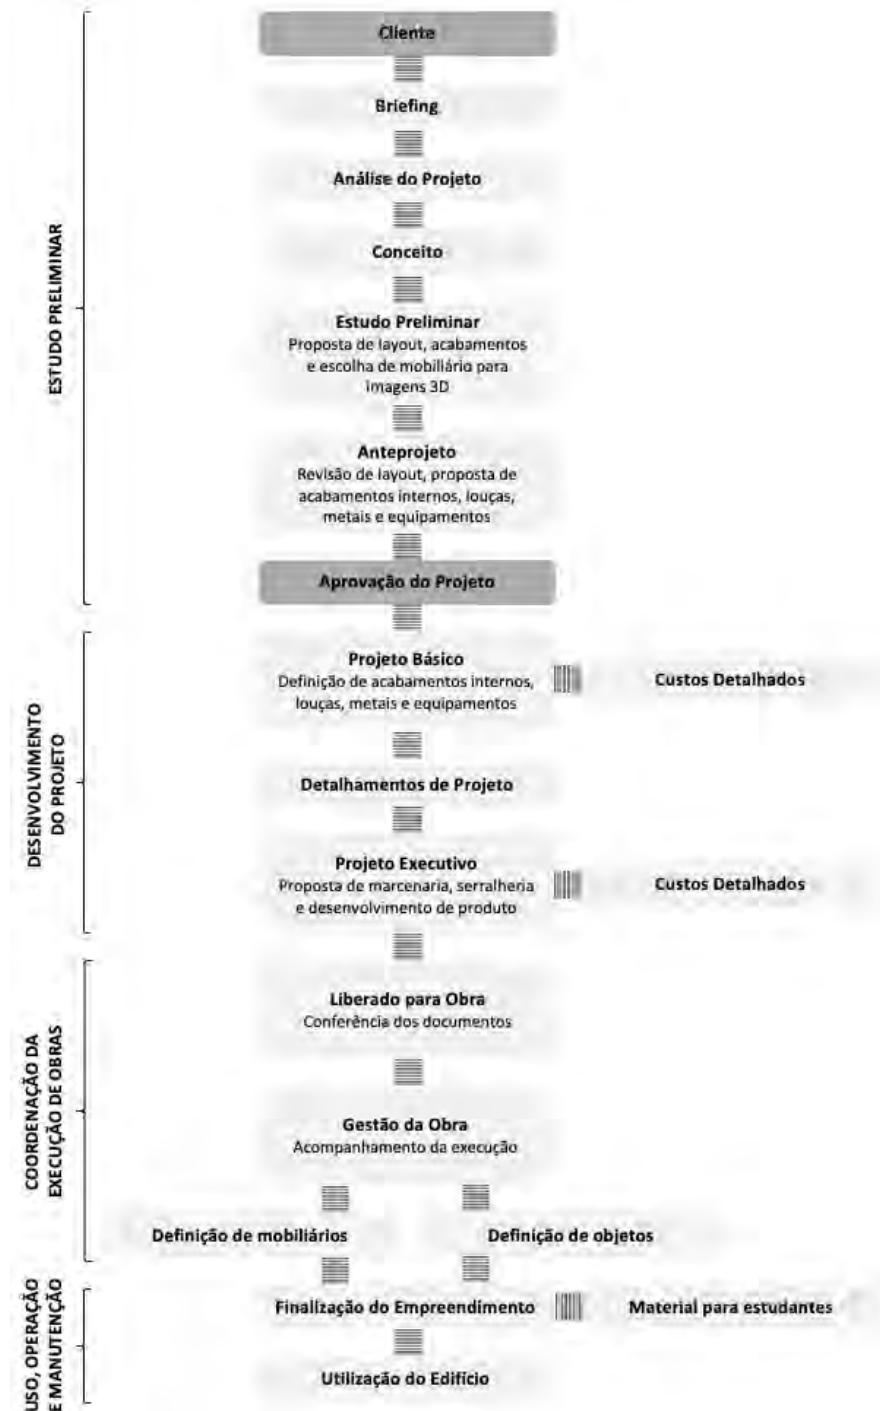 Cliente
Briefing
Análise do Projeto
Conceito
ESTUDO PRELIMINAR
Estudo Preliminar
Proposta de layout, acabamentos
e escolha de mobiliário para
imagens 3D
Anteprojeto
Revisão de layout, proposta de
acabamentos internos, louças,
metais e equipamentos
Aprovação do Projeto
DESENVOLVIMENTO
DO PROJETO
Projeto Básico
Definição de acabamentos internos,
louças, metais e equipamentos
Custos Detalhados
Detalhamentos de Projeto
Projeto Executivo
Proposta de marcenaria, serralheria
e desenvolvimento de produto
Custos Detalhados
COORDENAÇÃO DA
EXECUÇÃO DE OBRAS
Liberado para Obra
Conferência dos documentos
Gestão da Obra
Acompanhamento da execução
Definição de mobiliários
Definição de objetos
USO, OPERAÇÃO
E MANUTENÇÃO
Finalização do Empreendimento
Material para estudantes
Utilização do Edifício